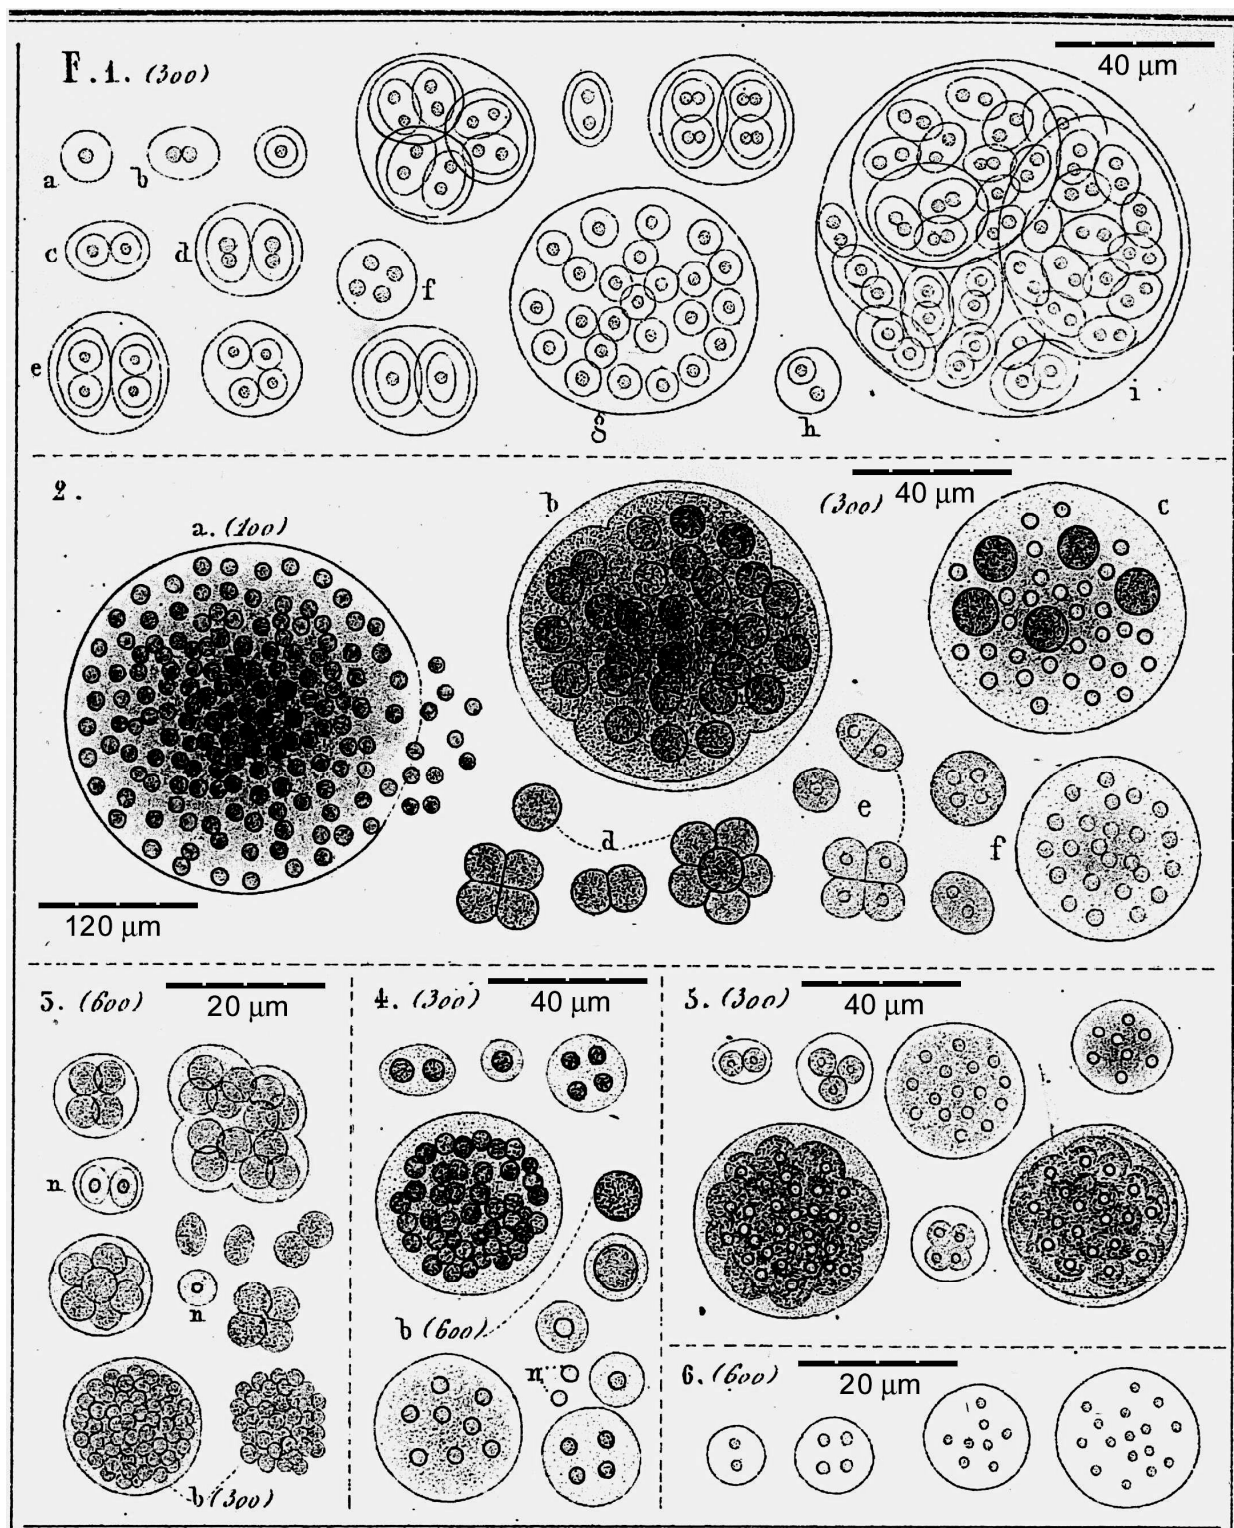 F.1. (300)
40 µm
a
b
c
d
f
e
g
h
i
2.
a. (100)
b
40 µm
(300)
c
d
e
f
120 µm
3. (600)
20 µm
n
n
b (300)
4. (300)
40 µm
b (600)
n
5. (300)
40 µm
6. (600)
20 µm